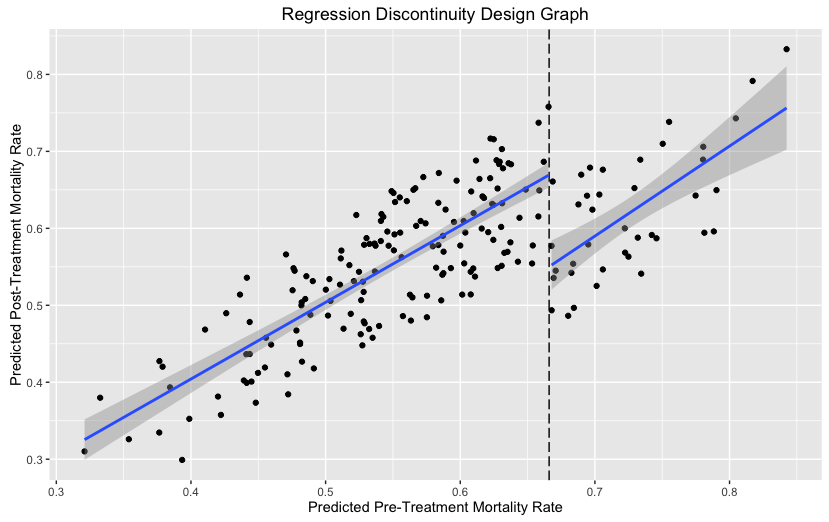 Regression Discontinuity Design Graph
Predicted Post-Treatment Mortality Rate
0.8
0.7
0.6
0.5
0.4
0.3
0.3 0.4 0.5 0.6 0.7 0.8
Predicted Pre-Treatment Mortality Rate